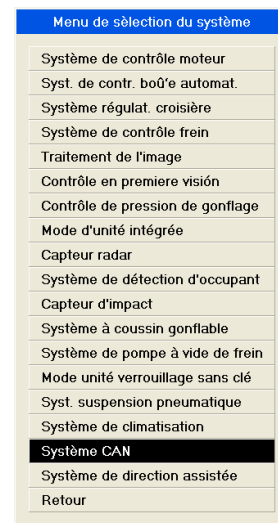 Menu de sèlection du système
Système de contrôle moteur
Syst. de contr. boû'e automat.
Système régulat. croisière
Système de contrôle frein
Traitement de l'image
Contrôle en premiere visión
Contrôle de pression de gonflage
Mode d'unité intégrée
Capteur radar
Système de détection d'occupant
Capteur d'impact
Système à coussin gonflable
Système de pompe à vide de frein
Mode unité verrouillage sans clé
Syst. suspension pneumatique
Système de climatisation
Système CAN
Système de direction assistée
Retour